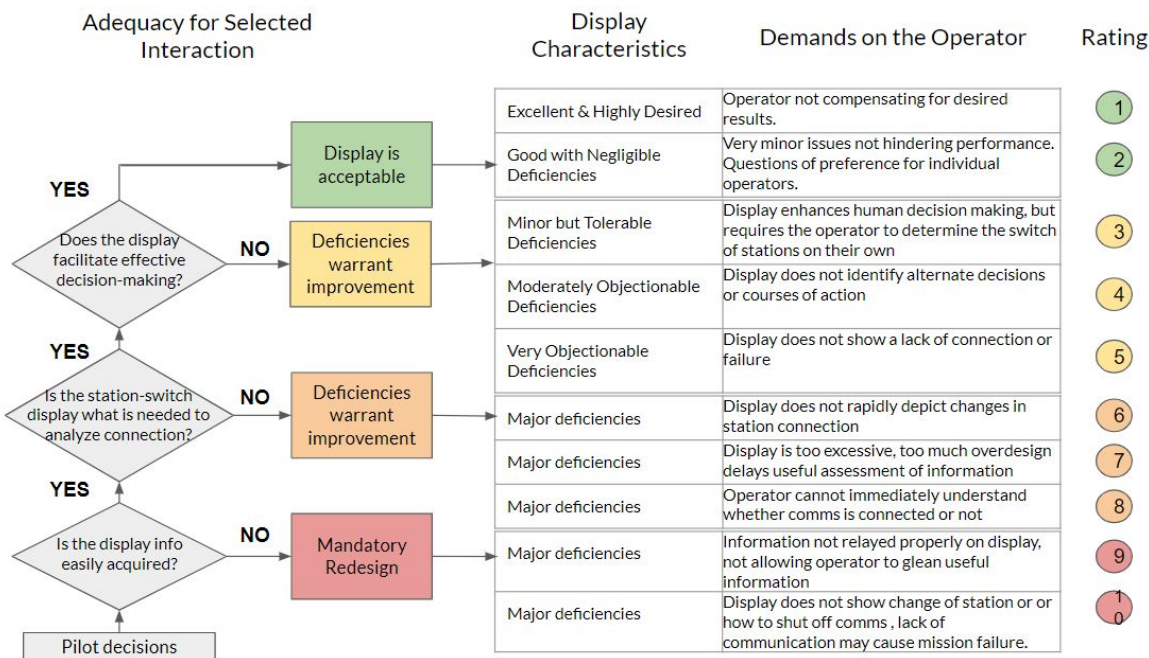 Adequacy for Selected
Interaction
Display
Characteristics
Demands on the Operator
Rating
Excellent & Highly Desired
Operator not compensating for desired
results.
1
Display is
acceptable
Good with Negligible
Deficiencies
Very minor issues not hindering performance.
Questions of preference for individual
operators.
2
YES
Does the display
facilitate effective
decision-making?
NO
Deficiencies
warrant
improvement
Minor but Tolerable
Deficiencies
Display enhances human decision making, but
requires the operator to determine the switch
of stations on their own
3
Moderately Objectionable
Deficiencies
Display does not identify alternate decisions
or courses of action
4
Very Objectionable
Deficiencies
Display does not show a lack of connection or
failure
5
YES
Is the station-switch
display what is needed to
analyze connection?
NO
Deficiencies
warrant
improvement
Major deficiencies
Display does not rapidly depict changes in
station connection
6
Major deficiencies
Display is too excessive, too much overdesign
delays useful assessment of information
7
Major deficiencies
Operator cannot immediately understand
whether comms is connected or not
8
YES
Is the display info
easily acquired?
NO
Mandatory
Redesign
Major deficiencies
Information not relayed properly on display,
not allowing operator to glean useful
information
9
Major deficiencies
Display does not show change of station or or
how to shut off comms , lack of
communication may cause mission failure.
1
0
Pilot decisions